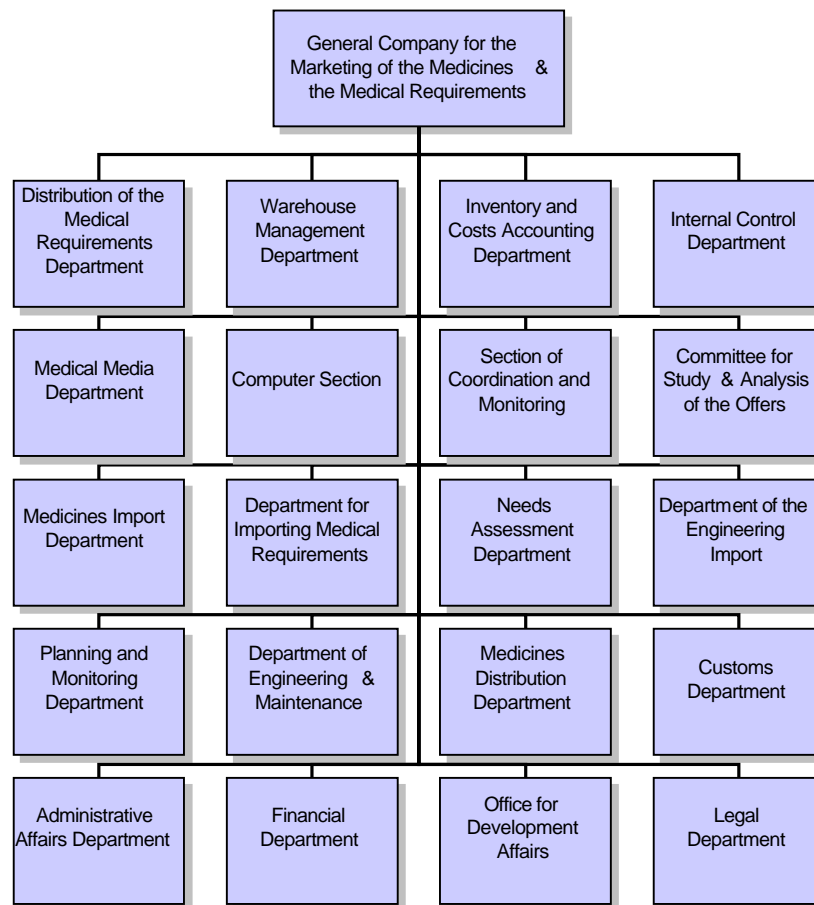 General Company for the
Marketing of the Medicines &
the Medical Requirements
Distribution of the
Medical
Requirements
Department
Warehouse
Management
Department
Inventory and
Costs Accounting
Department
Internal Control
Department
Medical Media
Department
Computer Section
Section of
Coordination and
Monitoring
Committee for
Study & Analysis
of the Offers
Medicines Import
Department
Department for
Importing Medical
Requirements
Needs
Assessment
Department
Department of the
Engineering
Import
Planning and
Monitoring
Department
Department of
Engineering &
Maintenance
Medicines
Distribution
Department
Customs
Department
Administrative
Affairs Department
Financial
Department
Office for
Development
Affairs
Legal
Department